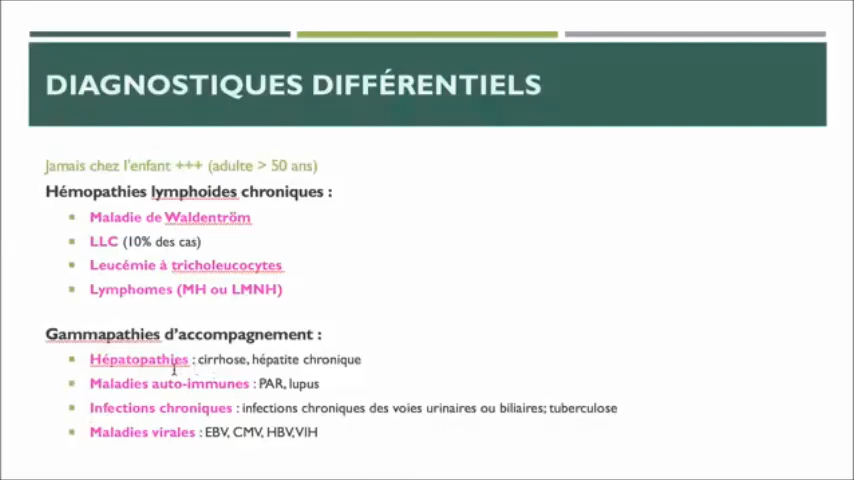 DIAGNOSTIQUES DIFFÉRENTIELS
Jamais chez l'enfant +++ (adulte > 50 ans)
Hémopathies lymphoides chroniques :
Maladie de Waldentröm
LLC (10% des cas)
Leucémie à tricholeucocytes
Lymphomes (MH ou LMNH)
Gammapathies d'accompagnement :
Hépatopathies : cirrhose, hépatite chronique
Maladies auto-immunes : PAR, lupus
Infections chroniques : infections chroniques des voies urinaires ou biliaires; tuberculose
Maladies virales : EBV, CMV, HBV,VIH